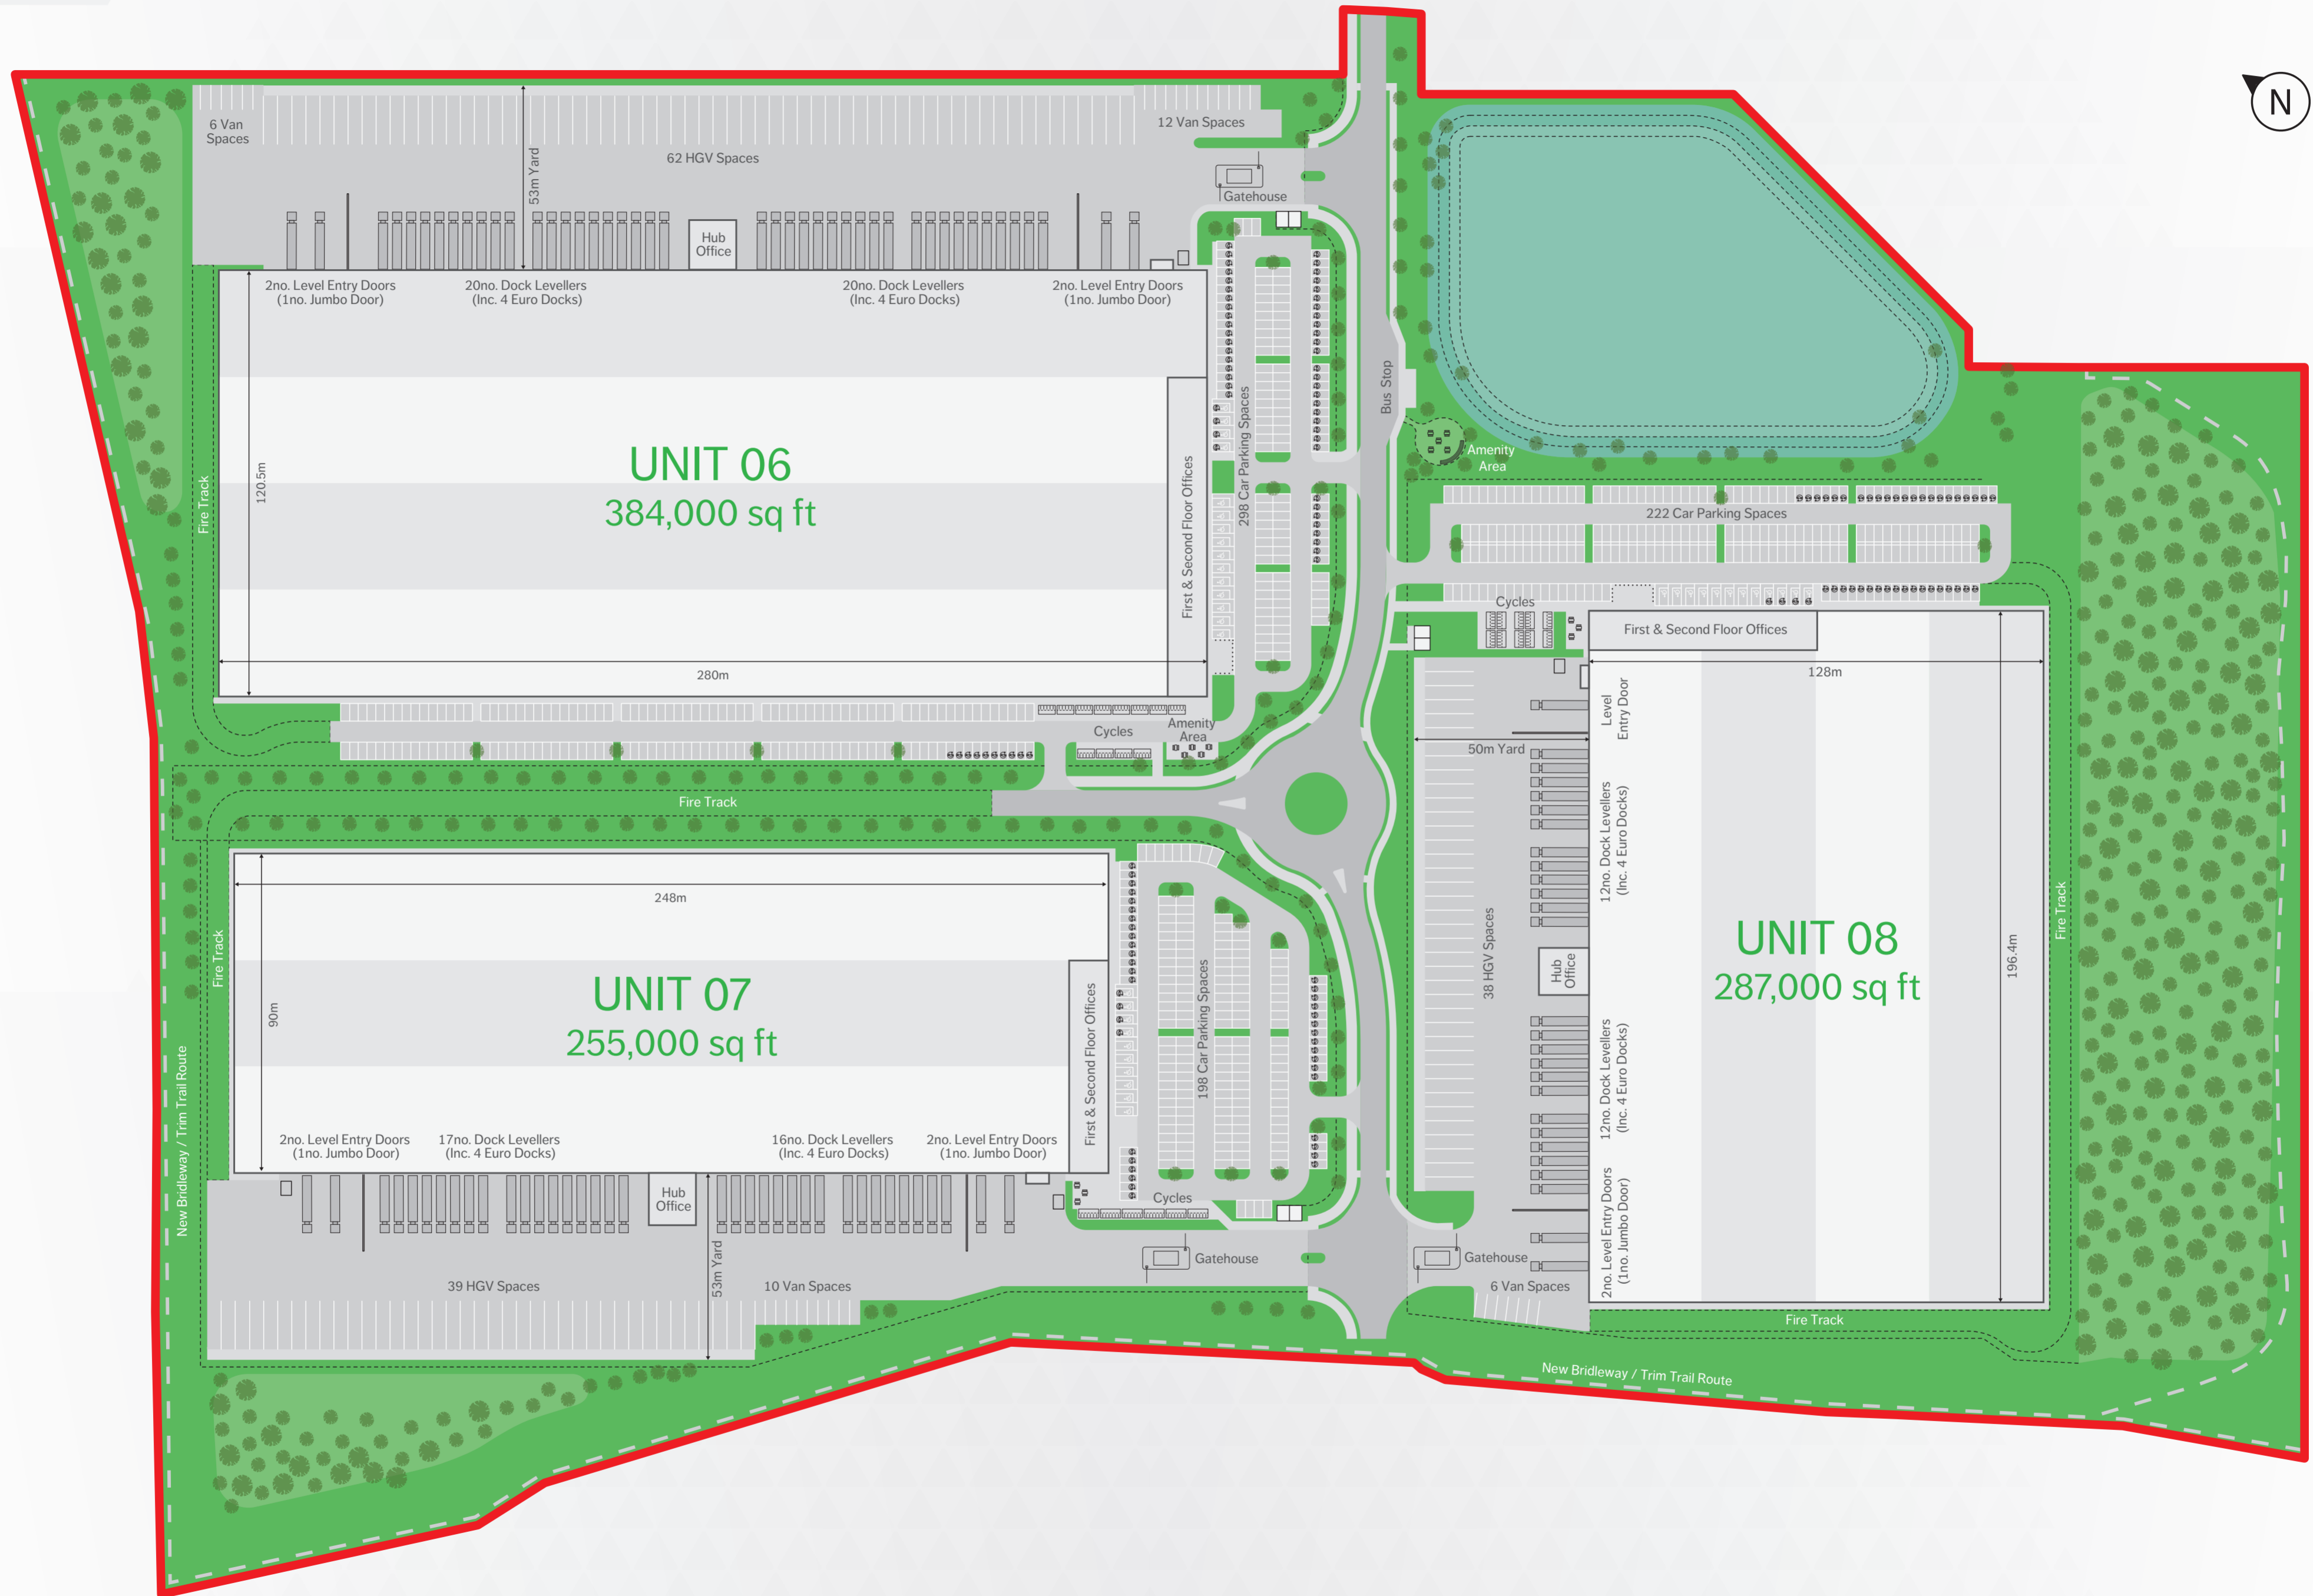 N
6 Van
Spaces
53m Yard
62 HGV Spaces
12 Van Spaces
Gatehouse
Hub
Office
2no. Level Entry Doors
(1no. Jumbo Door)
20no. Dock Levellers
(Inc. 4 Euro Docks)
20no. Dock Levellers
(Inc. 4 Euro Docks)
2no. Level Entry Doors
(1no. Jumbo Door)
Fire Track
120.5m
UNIT 06
384,000 sq ft
First & Second Floor Offices
298 Car Parking Spaces
280m
Cycles
Amenity
Area
Bus Stop
Amenity
Area
222 Car Parking Spaces
Cycles
First & Second Floor Offices
128m
Level
Entry Door
50m Yard
12no. Dock Levellers
(Inc. 4 Euro Docks)
38 HGV Spaces
Hub
Office
UNIT 08
287,000 sq ft
196.4m
Fire Track
12no. Dock Levellers
(Inc. 4 Euro Docks)
2no. Level Entry Doors
(1no. Jumbo Door)
Gatehouse
6 Van Spaces
Fire Track
New Bridleway / Trim Trail Route
Fire Track
248m
Fire Track
90m
UNIT 07
255,000 sq ft
First & Second Floor Offices
198 Car Parking Spaces
2no. Level Entry Doors
(1no. Jumbo Door)
17no. Dock Levellers
(Inc. 4 Euro Docks)
16no. Dock Levellers
(Inc. 4 Euro Docks)
2no. Level Entry Doors
(1no. Jumbo Door)
Hub
Office
Cycles
Gatehouse
39 HGV Spaces
53m Yard
10 Van Spaces
New Bridleway / Trim Trail Route